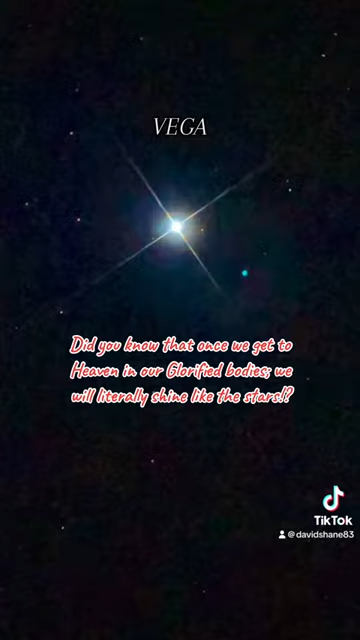 VEGA
Did you know that once we get to
Heaven in our Glorified bodies; we
will literally shine like the stars!?
TikTok
@davidshane83